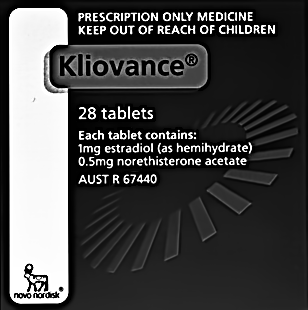 PRESCRIPTION ONLY MEDICINE
KEEP OUT OF REACH OF CHILDREN
Kliovance®
28 tablets
Each tablet contains:
1mg estradiol (as hemihydrate)
0.5mg norethisterone acetate
AUST R 67440
novo nordisk®